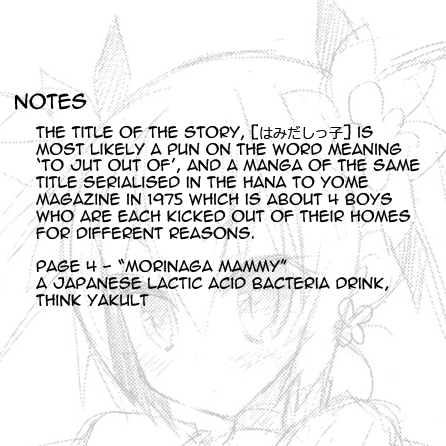 NOTES
THE TITLE OF THE STORY, [はみだしっ子] IS
MOST LIKELY A PUN ON THE WORD MEANING
'TO JUT OUT OF', AND A MANGA OF THE SAME
TITLE SERIALISED IN THE HANA TO YOME
MAGAZINE IN 1975 WHICH IS ABOUT 4 BOYS
WHO ARE EACH KICKED OUT OF THEIR HOMES
FOR DIFFERENT REASONS.
PAGE 4 - "MORINAGA MAMMY"
A JAPANESE LACTIC ACID BACTERIA DRINK,
THINK YAKULT